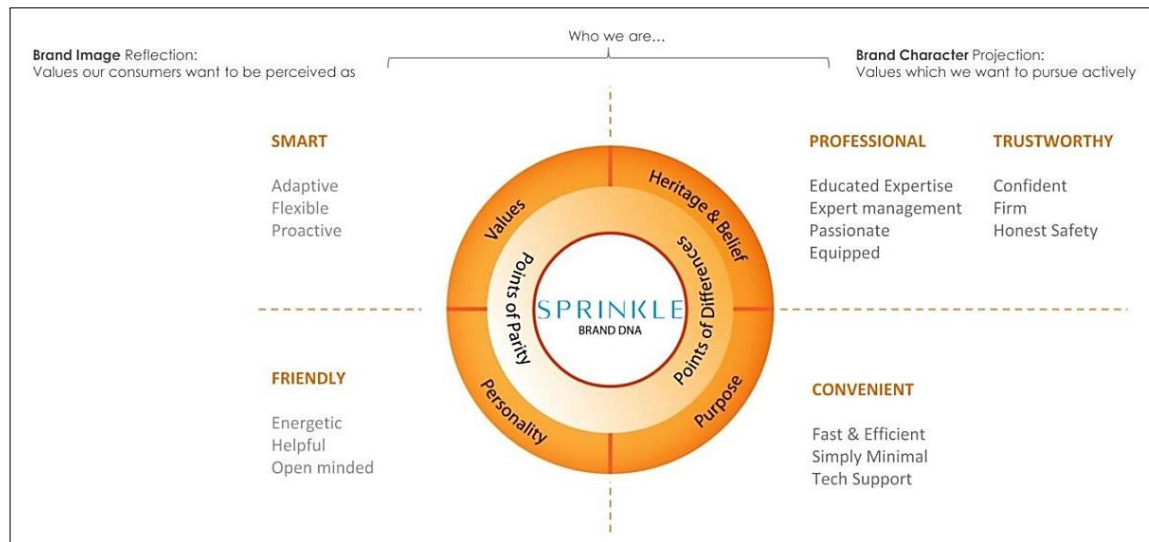 Who we are...
Brand Image Reflection:
Values our consumers want to be perceived as
Brand Character Projection:
Values which we want to pursue actively
SMART
Adaptive
Flexible
Proactive
PROFESSIONAL
Educated Expertise
Expert management
Passionate
Equipped
TRUSTWORTHY
Confident
Firm
Honest Safety
Values
Heritage & Belief
Points of Parity
Points of Differences
SPRINKLE
BRAND DNA
Personality
Purpose
FRIENDLY
Energetic
Helpful
Open minded
CONVENIENT
Fast & Efficient
Simply Minimal
Tech Support